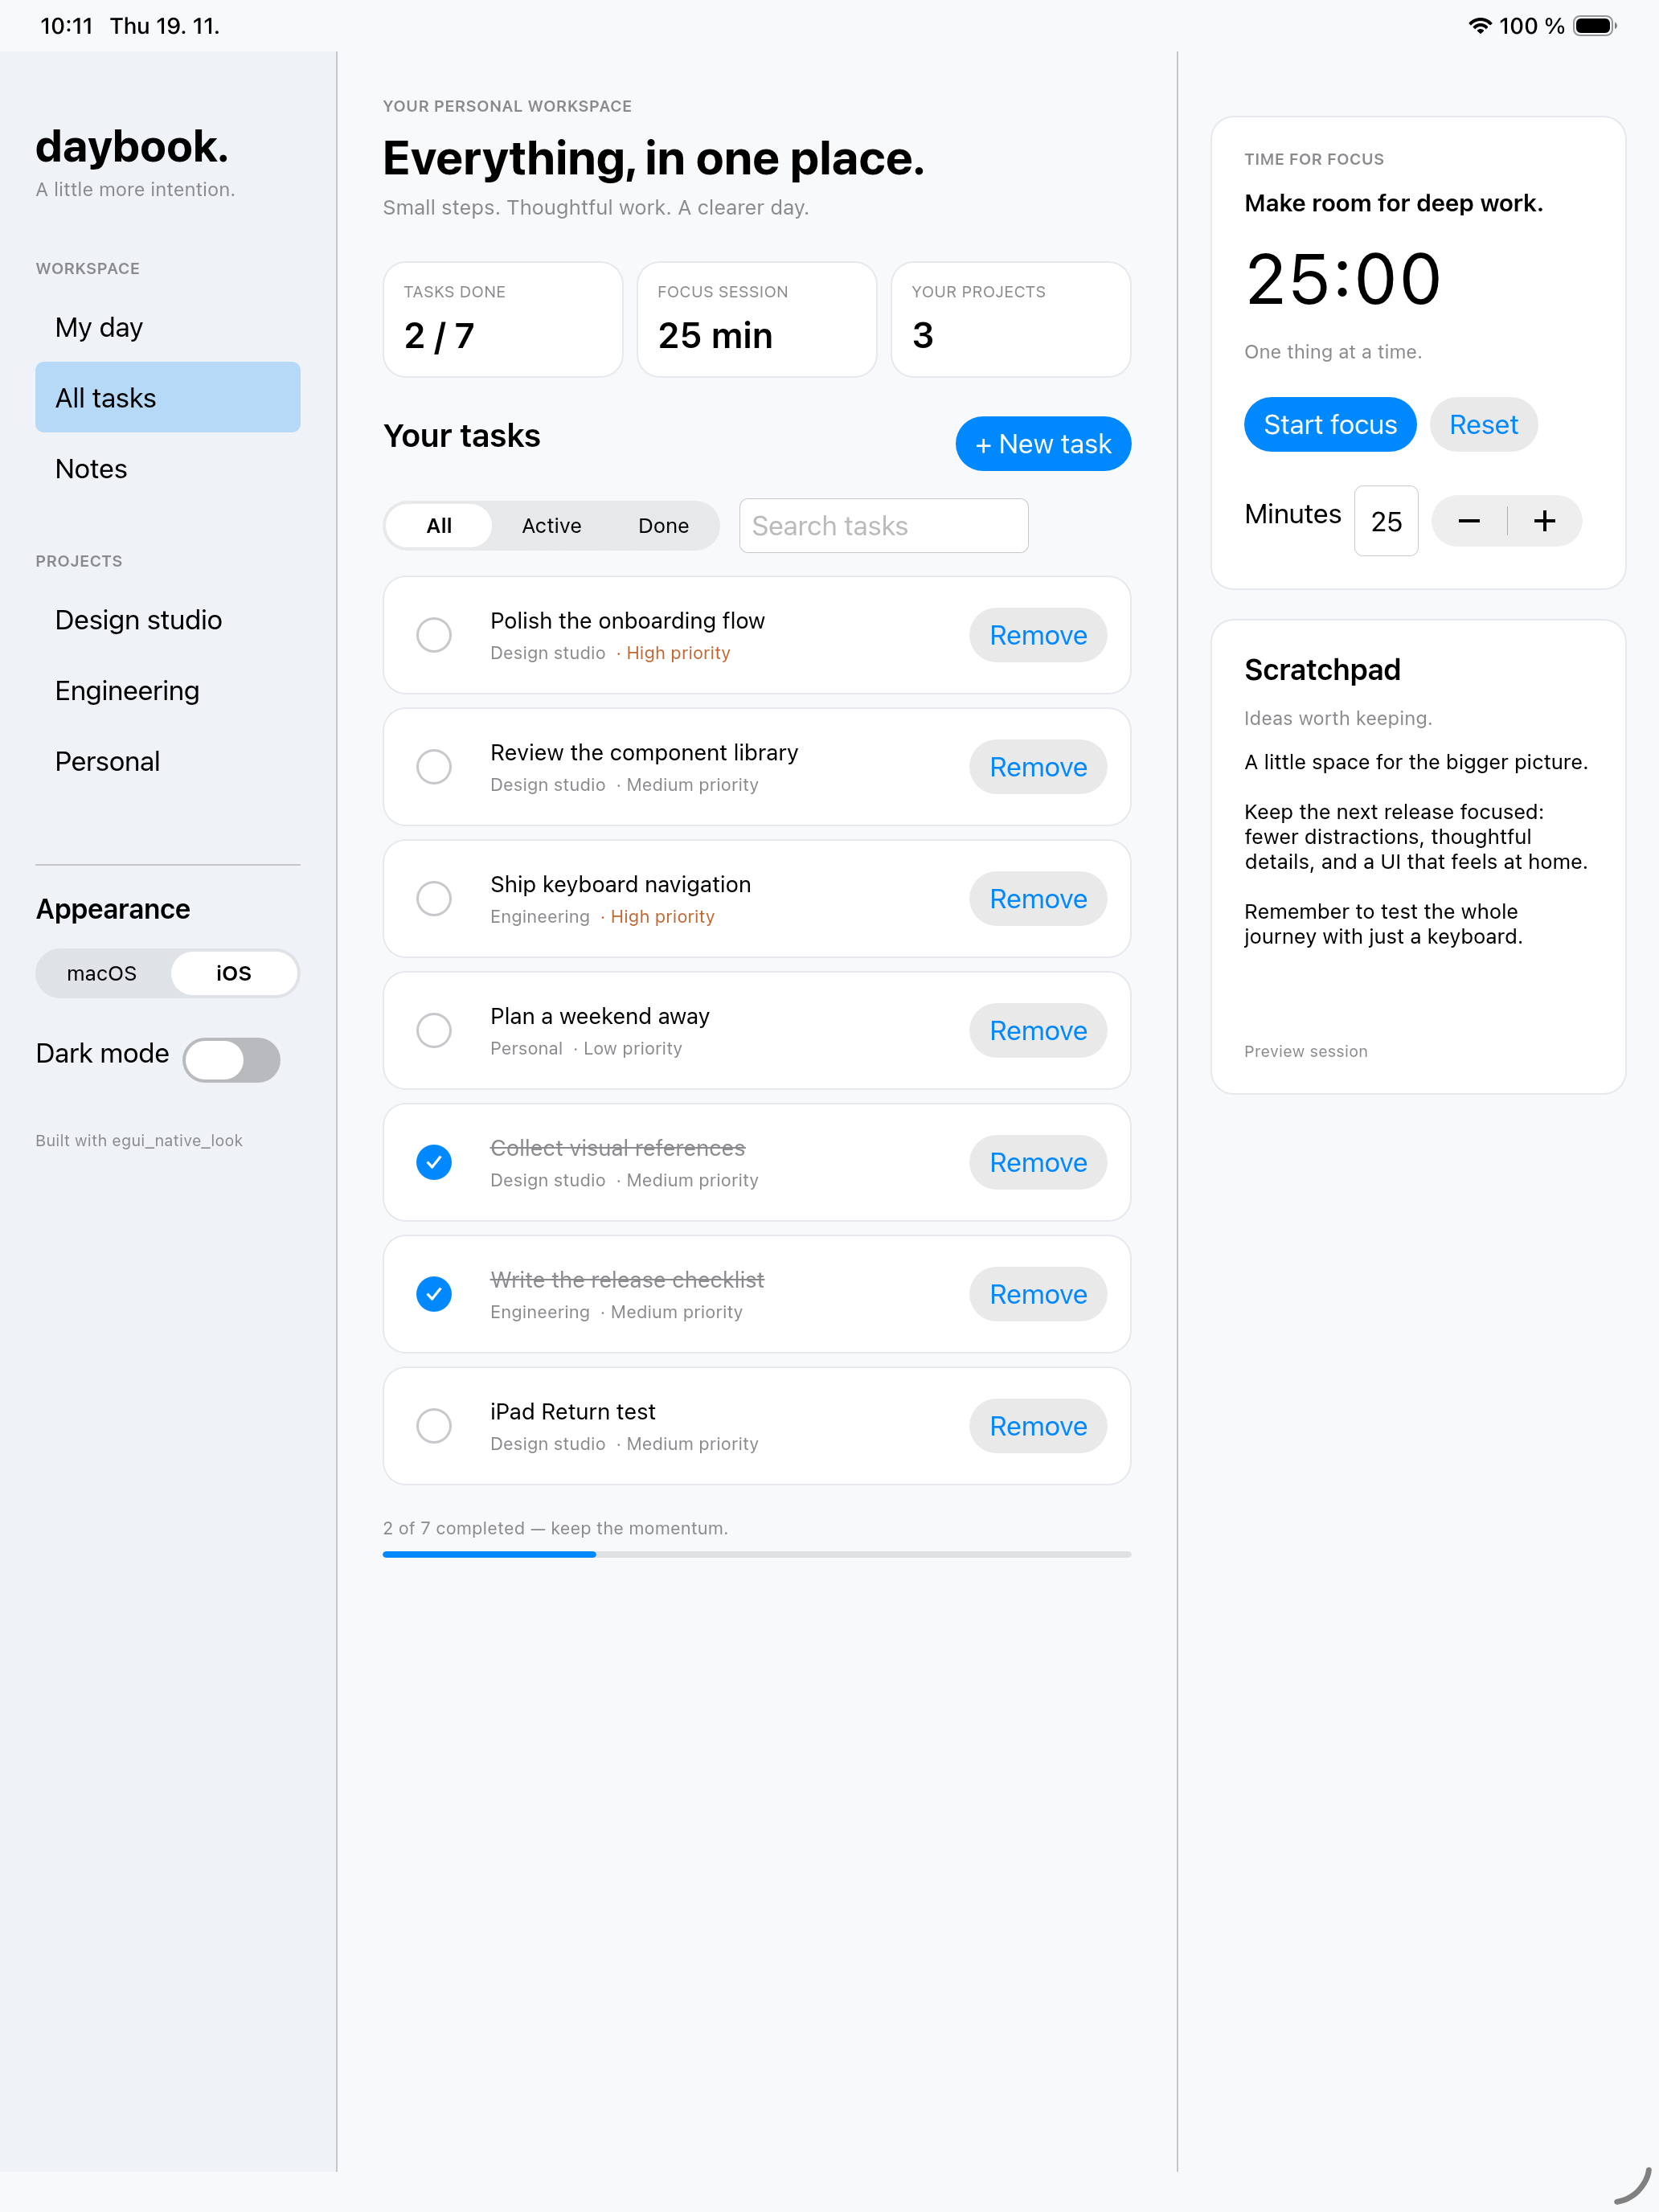 10:11 Thu 19. 11.
100 %
daybook.
A little more intention.
WORKSPACE
My day
All tasks
Notes
PROJECTS
Design studio
Engineering
Personal
Appearance
macOS iOS
Dark mode
Built with egui_native_look
YOUR PERSONAL WORKSPACE
Everything, in one place.
Small steps. Thoughtful work. A clearer day.
TASKS DONE
2 / 7
FOCUS SESSION
25 min
YOUR PROJECTS
3
Your tasks
+ New task
All Active Done
Search tasks
Polish the onboarding flow
Design studio · High priority
Remove
Review the component library
Design studio · Medium priority
Remove
Ship keyboard navigation
Engineering · High priority
Remove
Plan a weekend away
Personal · Low priority
Remove
Collect visual references
Design studio · Medium priority
Remove
Write the release checklist
Engineering · Medium priority
Remove
iPad Return test
Design studio · Medium priority
Remove
2 of 7 completed — keep the momentum.
TIME FOR FOCUS
Make room for deep work.
25:00
One thing at a time.
Start focus Reset
Minutes 25 − +
Scratchpad
Ideas worth keeping.
A little space for the bigger picture.
Keep the next release focused:
fewer distractions, thoughtful
details, and a UI that feels at home.
Remember to test the whole
journey with just a keyboard.
Preview session